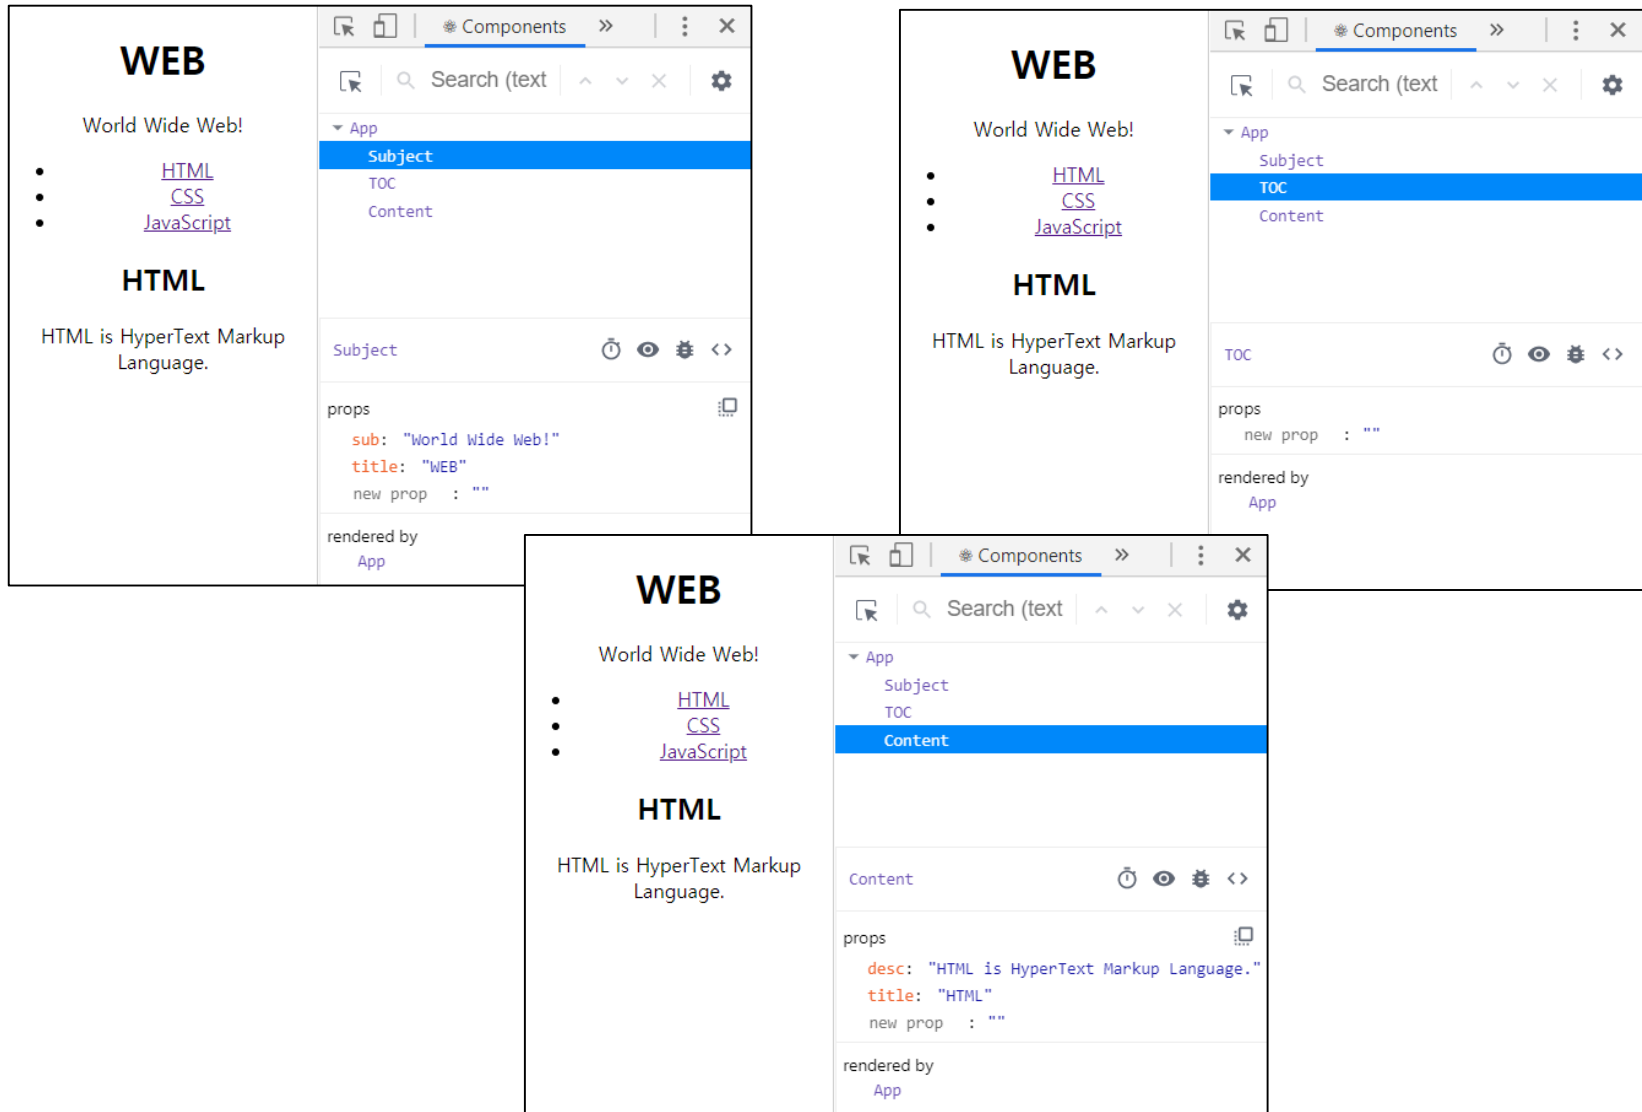 WEB
World Wide Web!
HTML
CSS
JavaScript
HTML
HTML is HyperText Markup
Language.
Components
Search (text
App
Subject
TOC
Content
Subject
props
sub: "World Wide Web!"
title: "WEB"
new prop : ""
rendered by
App
WEB
World Wide Web!
HTML
CSS
JavaScript
HTML
HTML is HyperText Markup
Language.
Components
Search (text
App
Subject
TOC
Content
TOC
props
new prop : ""
rendered by
App
WEB
World Wide Web!
HTML
CSS
JavaScript
HTML
HTML is HyperText Markup
Language.
Components
Search (text
App
Subject
TOC
Content
Content
props
desc: "HTML is HyperText Markup Language."
title: "HTML"
new prop : ""
rendered by
App